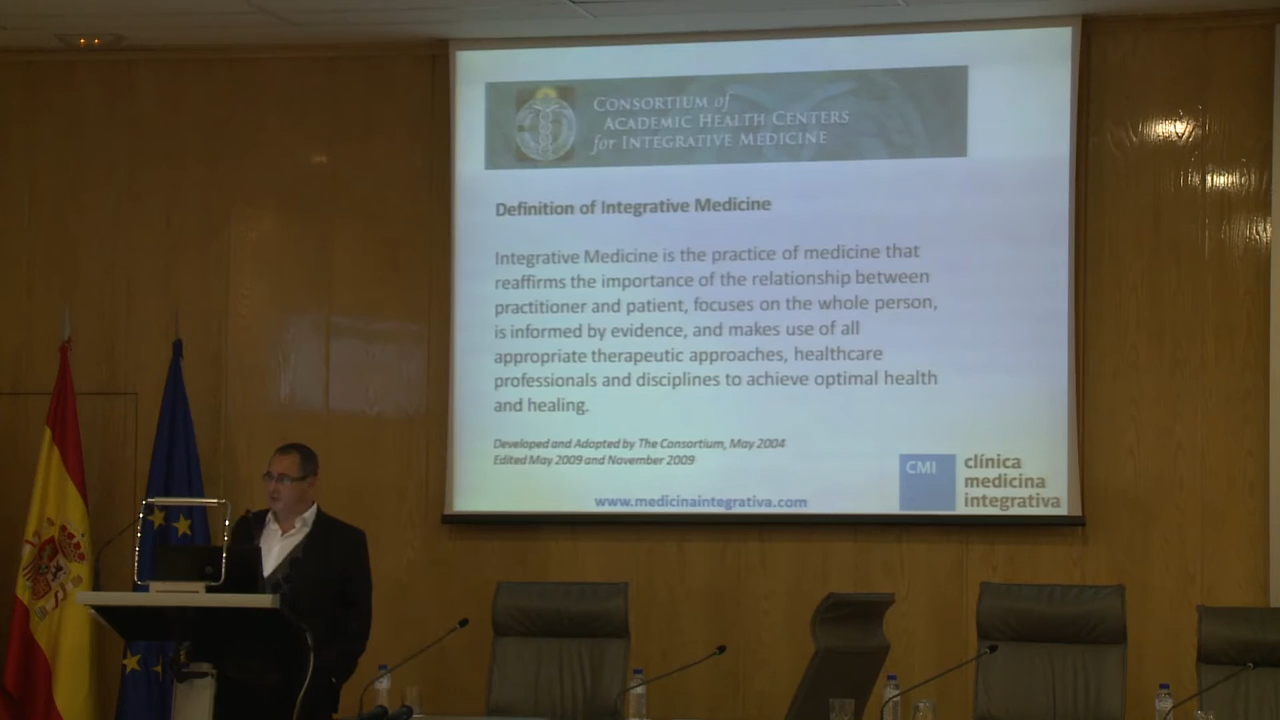 CONSORTIUM of
ACADEMIC HEALTH CENTERS
for INTEGRATIVE MEDICINE
Definition of Integrative Medicine
Integrative Medicine is the practice of medicine that
reaffirms the importance of the relationship between
practitioner and patient, focuses on the whole person,
is informed by evidence, and makes use of all
appropriate therapeutic approaches, healthcare
professionals and disciplines to achieve optimal health
and healing.
Developed and Adopted by The Consortium, May 2004
Edited May 2009 and November 2009
www.medicinaintegrativa.com
CMI
clínica
medicina
integrativa